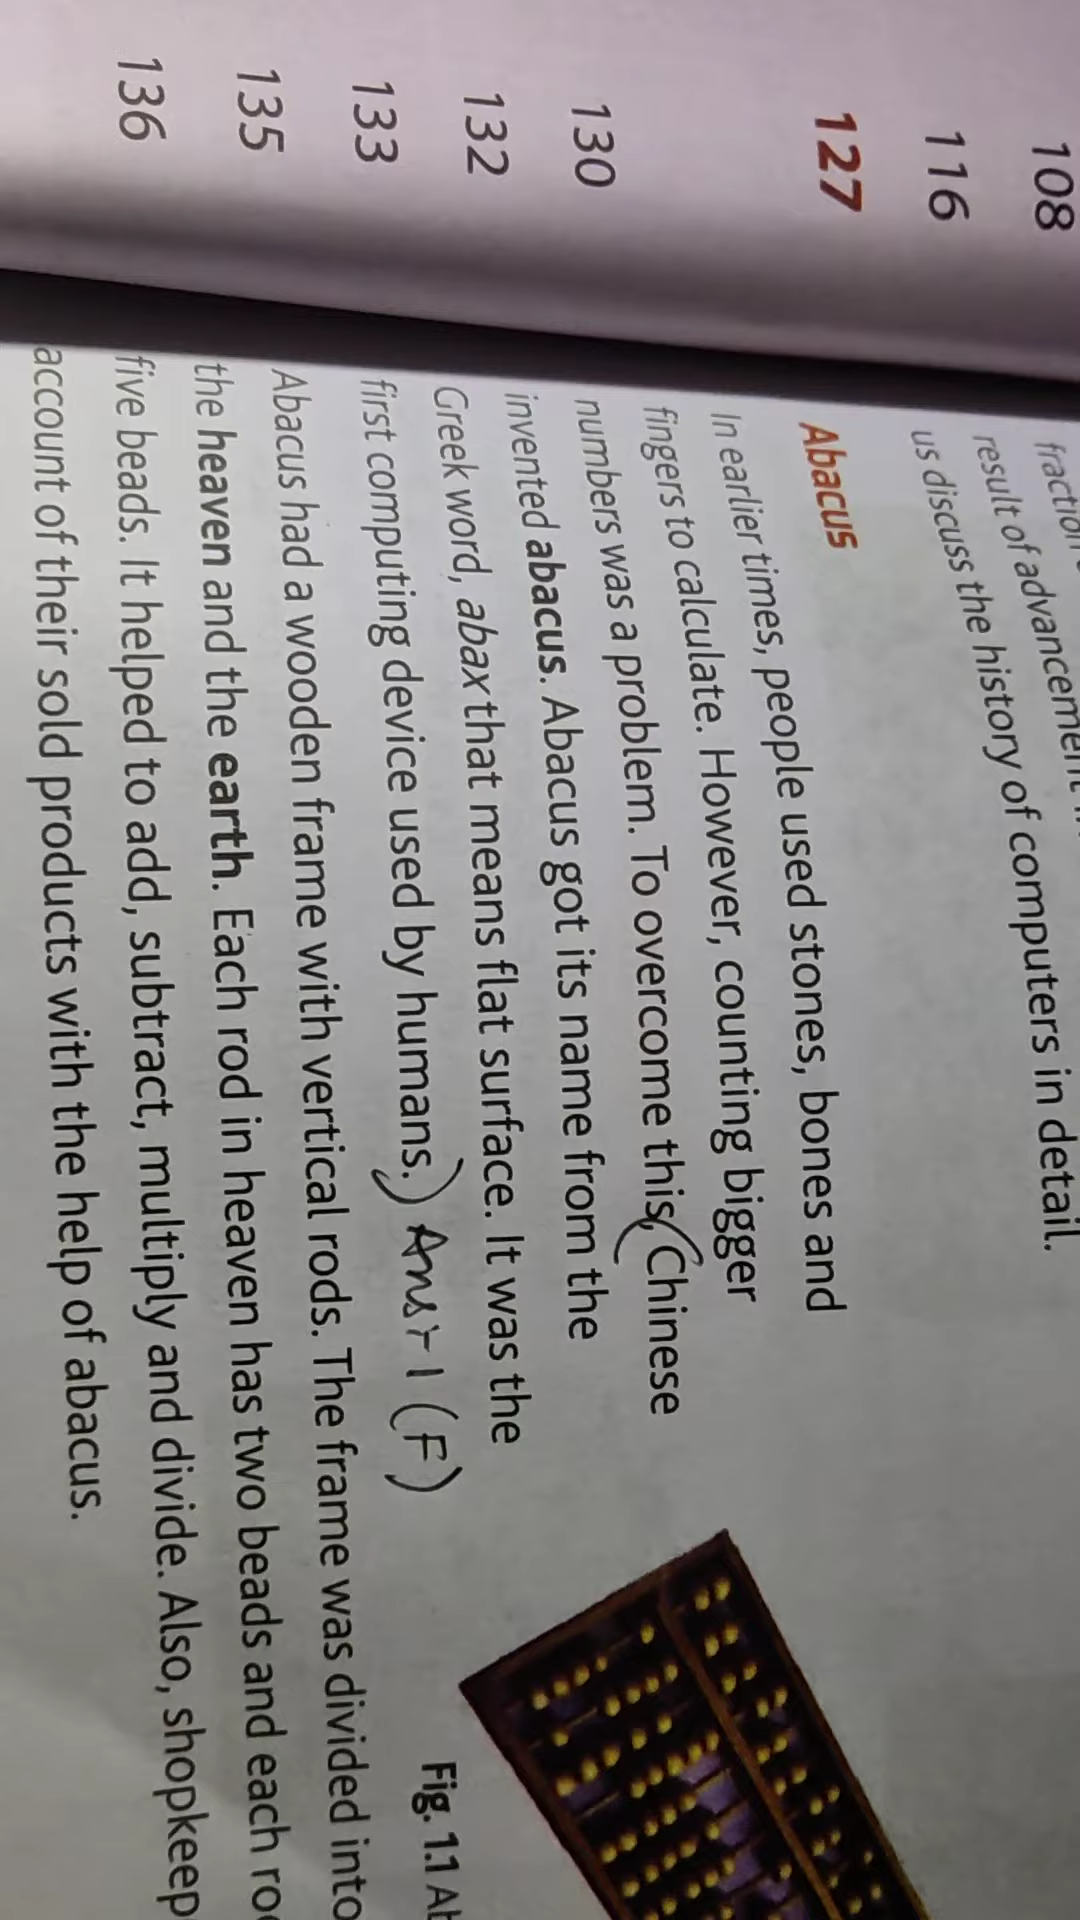 108
116
127
130
132
133
135
136
result of advancement
us discuss the history of computers in detail.
Abacus
In earlier times, people used stones, bones and
fingers to calculate. However, counting bigger
numbers was a problem. To overcome this, (Chinese
invented abacus. Abacus got its name from the
Greek word, abax that means flat surface. It was the
first computing device used by humans.) Ans-1 (F)
Abacus had a wooden frame with vertical rods. The frame was divided into
the heaven and the earth. Each rod in heaven has two beads and each
five beads. It helped to add, subtract, multiply and divide. Also,
account of their sold products with the help of abacus.
Fig. 1.1